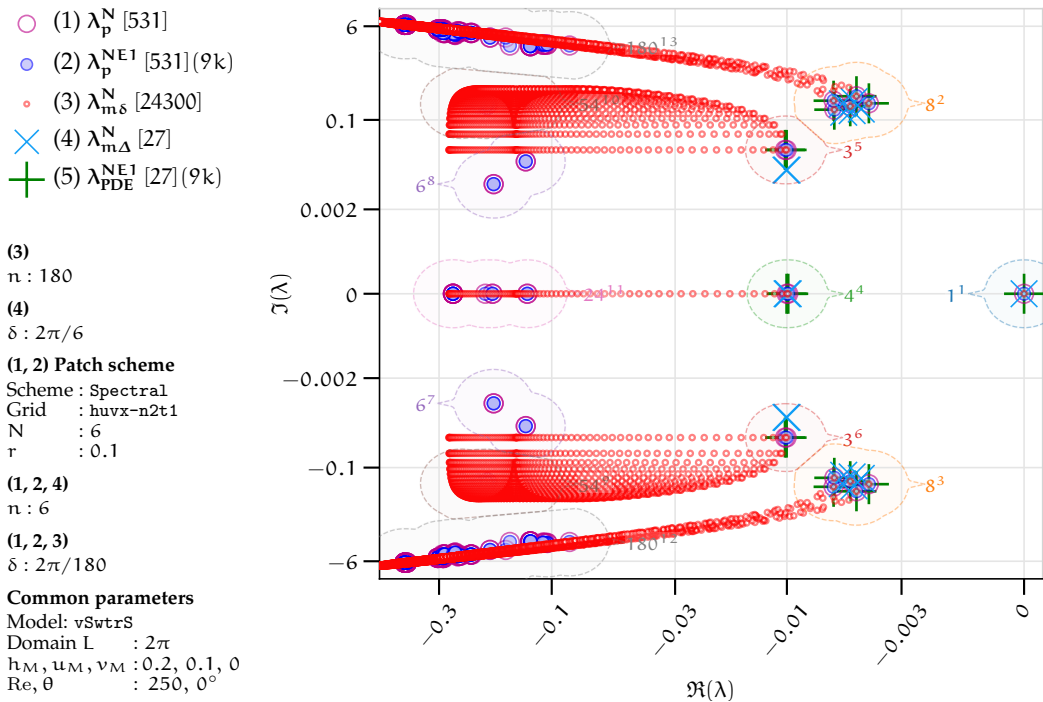 (1) λ_p^N [531]
(2) λ_p^NE1 [531](9k)
(3) λ_mδ^N [24300]
(4) λ_mΔ^N [27]
(5) λ_PDE^NE1 [27](9k)
(3)
n : 180
(4)
δ : 2π/6
(1, 2) Patch scheme
Scheme : Spectral
Grid : huvx-n2t1
N : 6
r : 0.1
(1, 2, 4)
n : 6
(1, 2, 3)
δ : 2π/180
Common parameters
Model: vSwtrS
Domain L : 2π
h_M, u_M, v_M : 0.2, 0.1, 0
Re, θ : 250, 0°
ℑ(λ)
6
0.1
0.002
0
−0.002
−0.1
−6
180^13
8^2
3^5
6^8
24^11
4^4
1^1
6^7
3^6
8^3
180^12
−0.3
−0.1
−0.03
−0.01
−0.003
0
ℜ(λ)